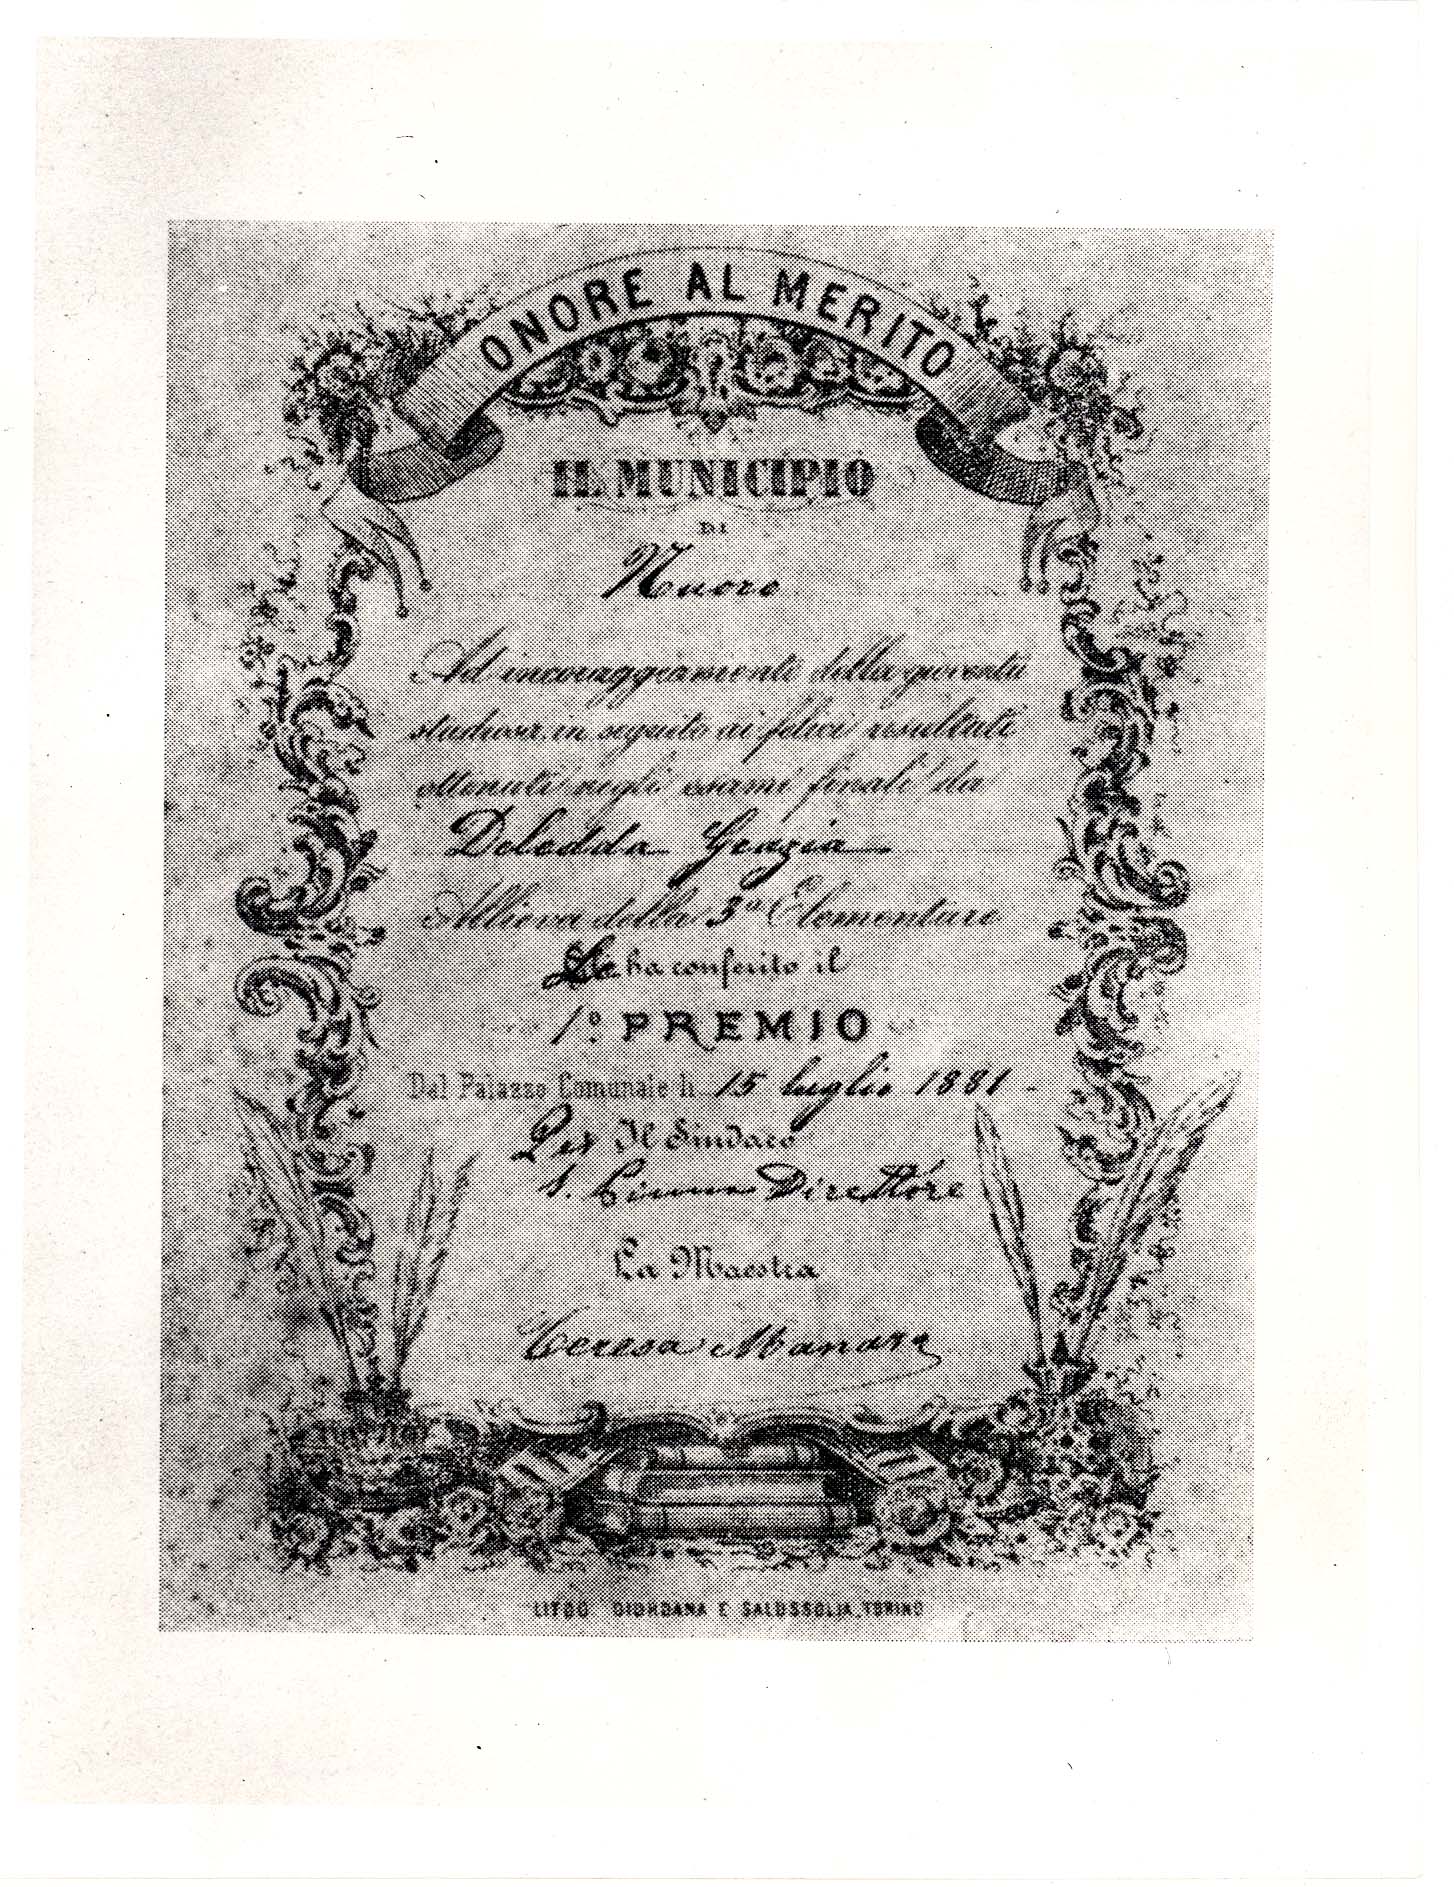 ONORE AL MERITO
IL MUNICIPIO
DI
Nuoro
Ad incoraggiamento della gioventù
studiosa, in seguito ai felici resultati
ottenuti negli esami finali da
Deledda Grazia
Allieva della 3ª Elementare
Le ha conferito il
1º PREMIO
Dal Palazzo Comunale li 15 luglio 1881
Per Il Sindaco
Direttore
La Maestra
Teresa
LITOG. GIORDANA E SALUSSOLIA, TORINO